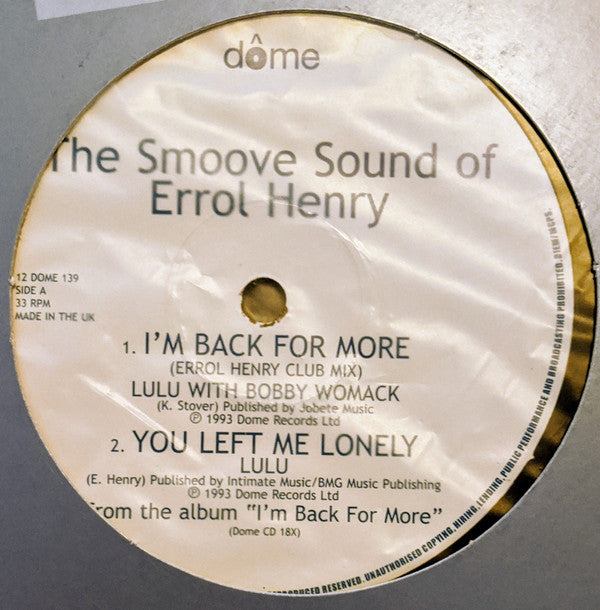 dôme
The Smoove Sound of
Errol Henry
12 DOME 139
SIDE A
33 RPM
MADE IN THE UK
1. I'M BACK FOR MORE
(ERROL HENRY CLUB MIX)
LULU WITH BOBBY WOMACK
(K. Stover) Published by Jobete Music
℗ 1993 Dome Records Ltd
2. YOU LEFT ME LONELY
LULU
(E. Henry) Published by Intimate Music/BMG Music Publishing
℗ 1993 Dome Records Ltd
From the album "I'm Back For More"
(Dome CD 18X)
RESERVED. UNAUTHORISED COPYING, HIRING, LENDING, PUBLIC PERFORMANCE AND BROADCASTING PROHIBITED. BIEM/MCPS.